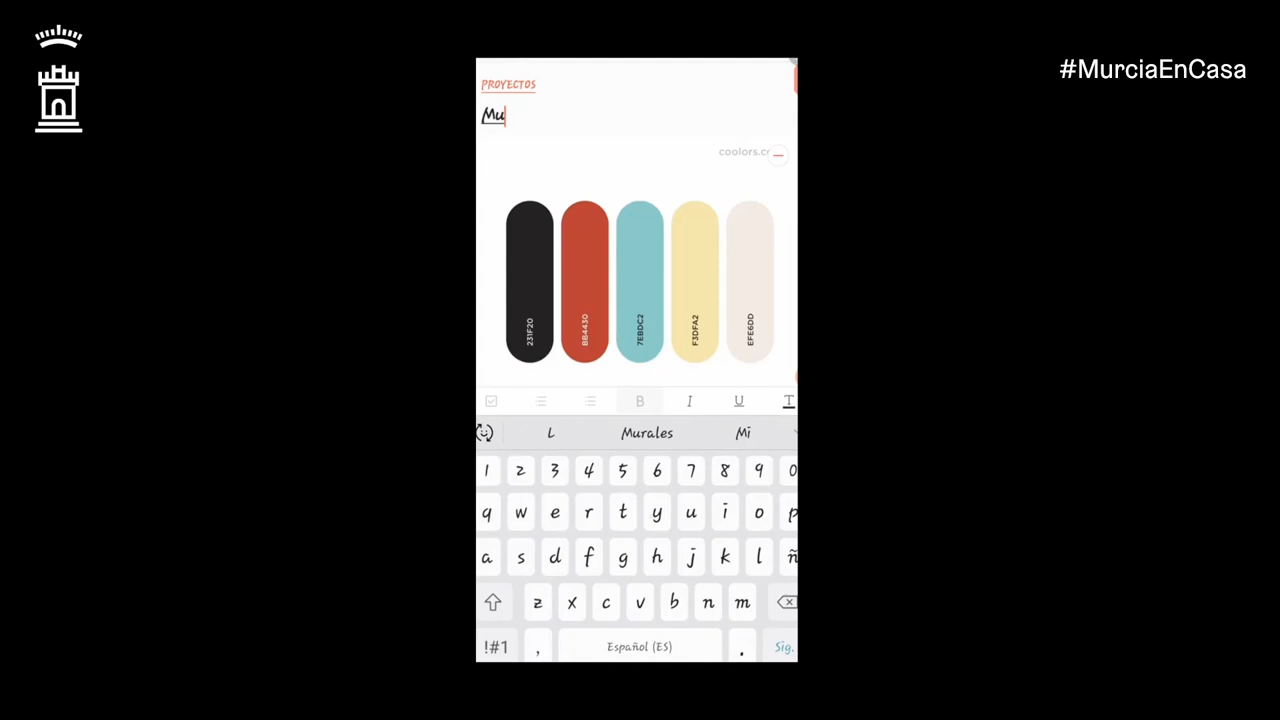 #MurciaEnCasa
PROYECTOS
Mu
coolors.c
231F20
BB4430
7EBDC2
F3DFA2
EFE6DD
B I U T
L Murales Mi
1 2 3 4 5 6 7 8 9 0
q w e r t y u i o p
a s d f g h j k l ñ
z x c v b n m
!#1 , Español (ES) . Sig.